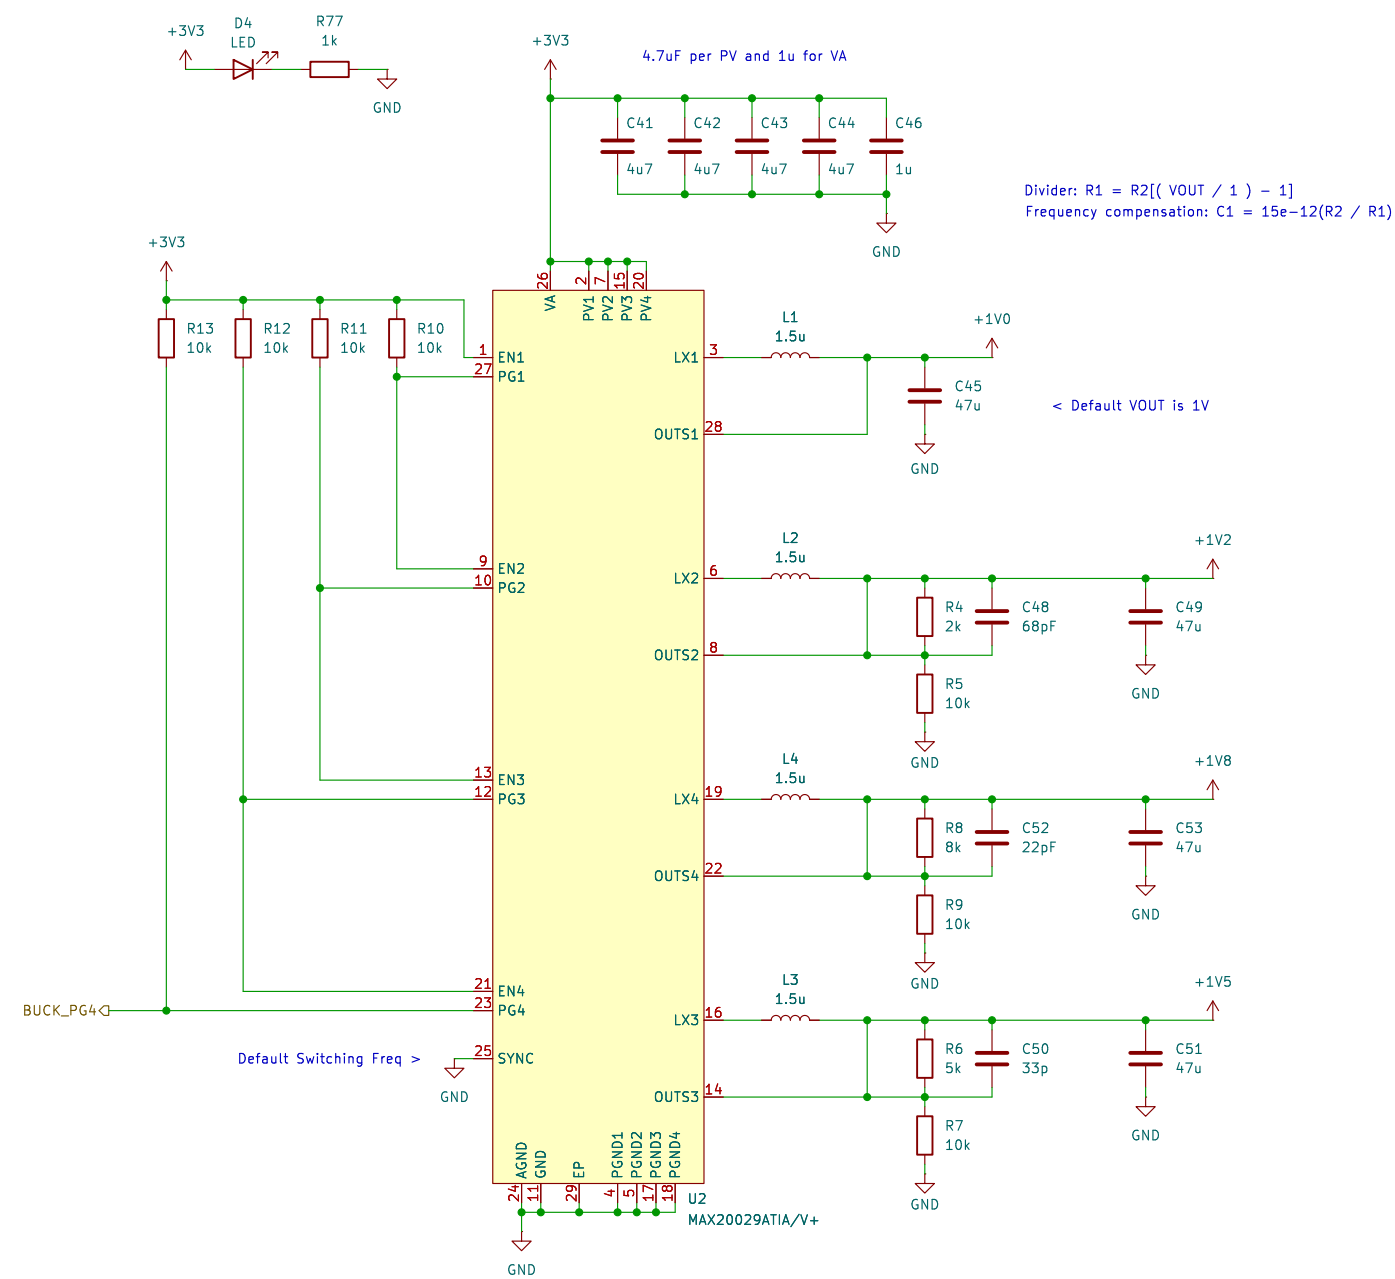 +3V3
D4
LED
R77
1k
GND
+3V3
4.7uF per PV and 1u for VA
C41
4u7
C42
4u7
C43
4u7
C44
4u7
C46
1u
GND
Divider: R1 = R2[( VOUT / 1 ) - 1]
Frequency compensation: C1 = 15e-12(R2 / R1)
+3V3
R13
10k
R12
10k
R11
10k
R10
10k
26
2
7
15
20
VA
PV1
PV2
PV3
PV4
1
EN1
27
PG1
9
EN2
10
PG2
13
EN3
12
PG3
21
EN4
23
PG4
25
SYNC
BUCK_PG4
Default Switching Freq >
GND
LX1
3
L1
1.5u
+1V0
C45
47u
GND
< Default VOUT is 1V
OUTS1
28
LX2
6
L2
1.5u
+1V2
R4
2k
C48
68pF
C49
47u
GND
OUTS2
8
R5
10k
GND
LX4
19
L4
1.5u
+1V8
R8
8k
C52
22pF
C53
47u
GND
OUTS4
22
R9
10k
GND
LX3
16
L3
1.5u
+1V5
R6
5k
C50
33p
C51
47u
GND
OUTS3
14
R7
10k
GND
AGND
GND
EP
PGND1
PGND2
PGND3
PGND4
24
11
29
4
5
17
18
U2
MAX20029ATIA/V+
GND